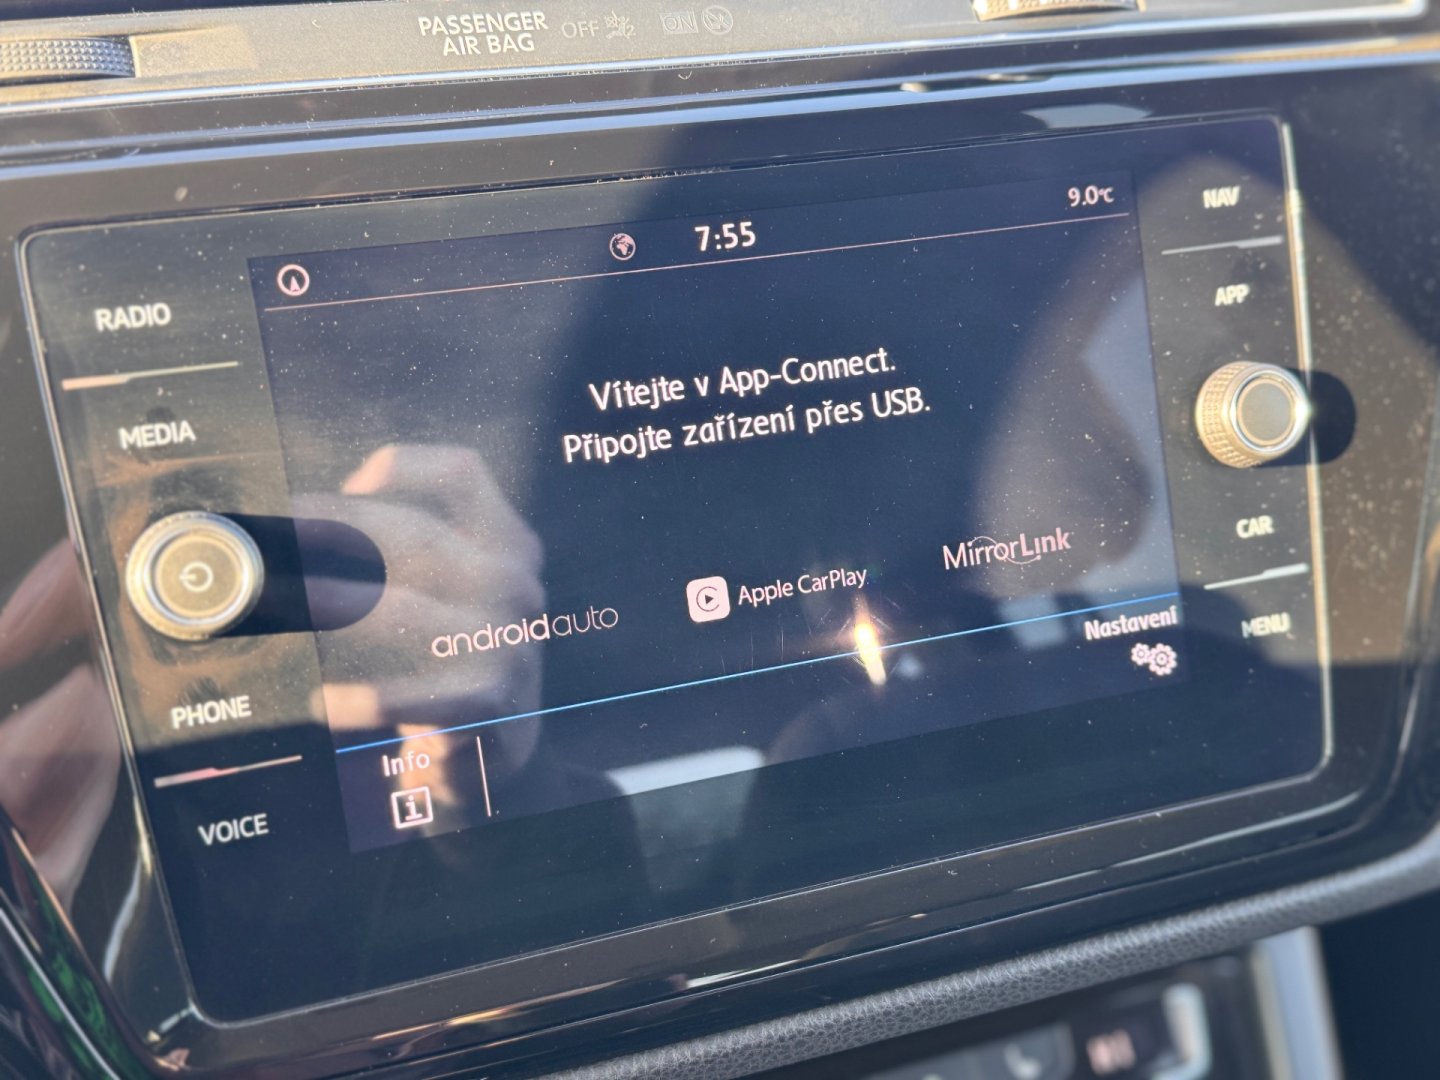 PASSENGER
AIR BAG
OFF
ON
RADIO
MEDIA
PHONE
VOICE
7:55
9.0°C
Vítejte v App-Connect.
Připojte zařízení přes USB.
androidauto
Apple CarPlay
MirrorLink
Nastavení
Info
i
NAV
APP
CAR
MENU